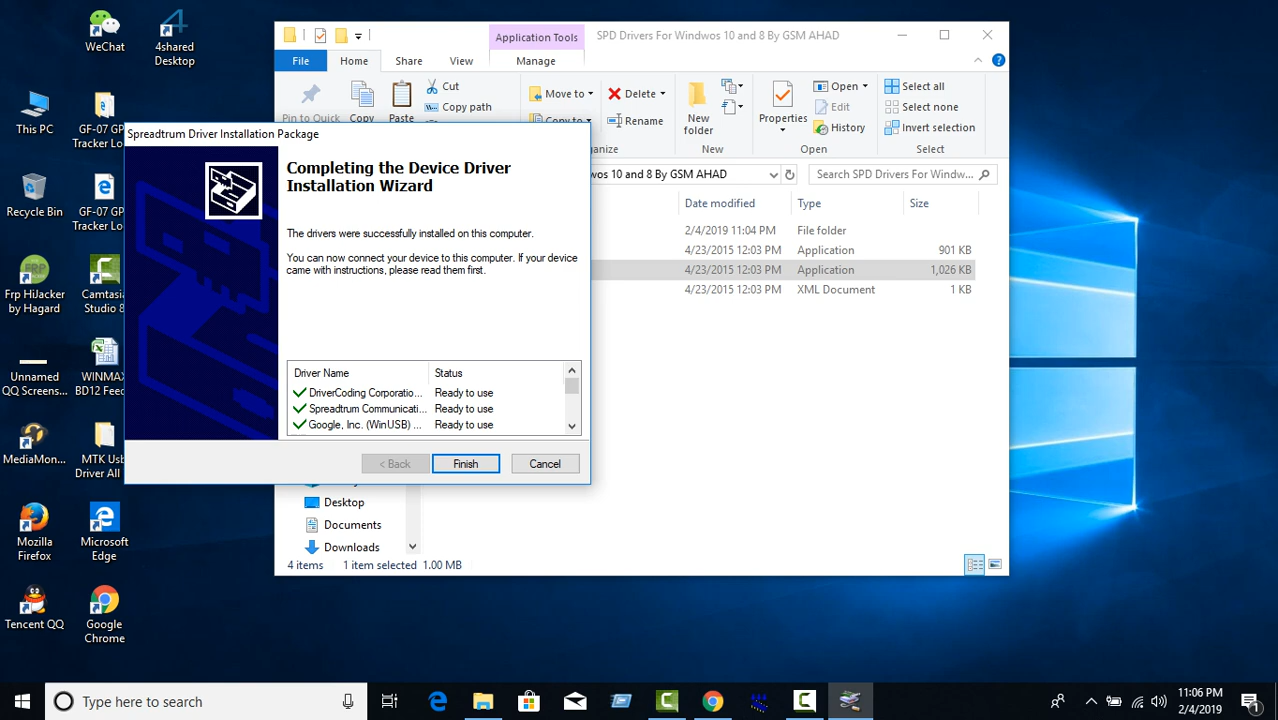 WeChat
4shared
Desktop
This PC
GF-07 GP
Tracker Lo
Recycle Bin
GF-07 GP
Tracker Lo
FRP
Frp HiJacker
by Hagard
Camtasia
Studio 8
Unnamed
QQ Screens...
WINMAX
BD12 Feed
MediaMon...
MTK Usb
Driver All
Mozilla
Firefox
Microsoft
Edge
Tencent QQ
Google
Chrome
Application Tools
SPD Drivers For Windwos 10 and 8 By GSM AHAD
File
Home
Share
View
Manage
Pin to Quick
Copy
Paste
Cut
Copy path
Move to
Copy to
Delete
Rename
New
folder
Properties
Open
Edit
History
Select all
Select none
Invert selection
nize
New
Open
Select
wos 10 and 8 By GSM AHAD
Search SPD Drivers For Windw...
Date modified
Type
Size
2/4/2019 11:04 PM
File folder
4/23/2015 12:03 PM
Application
901 KB
4/23/2015 12:03 PM
Application
1,026 KB
4/23/2015 12:03 PM
XML Document
1 KB
Spreadtrum Driver Installation Package
Completing the Device Driver
Installation Wizard
The drivers were successfully installed on this computer.
You can now connect your device to this computer. If your device
came with instructions, please read them first.
Driver Name
Status
DriverCoding Corporatio...
Ready to use
Spreadtrum Communicati...
Ready to use
Google, Inc. (WinUSB) ...
Ready to use
< Back
Finish
Cancel
Desktop
Documents
Downloads
4 items
1 item selected 1.00 MB
Type here to search
11:06 PM
2/4/2019
1